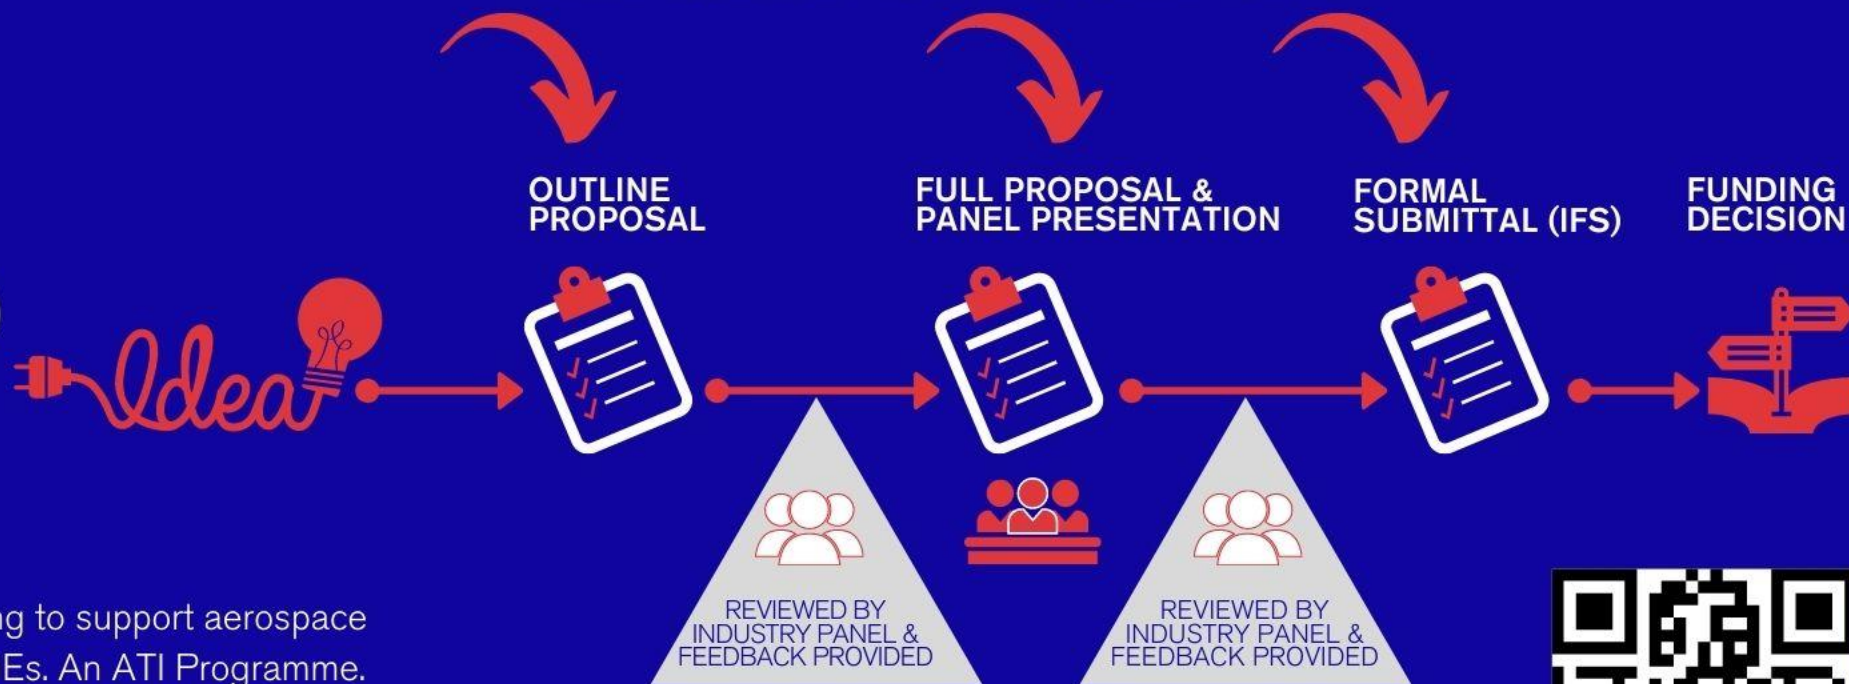 OUTLINE
PROPOSAL
FULL PROPOSAL &
PANEL PRESENTATION
FORMAL
SUBMITTAL (IFS)
FUNDING
DECISION
Idea
REVIEWED BY
INDUSTRY PANEL &
FEEDBACK PROVIDED
REVIEWED BY
INDUSTRY PANEL &
FEEDBACK PROVIDED
to support aerospace
An ATI Programme.